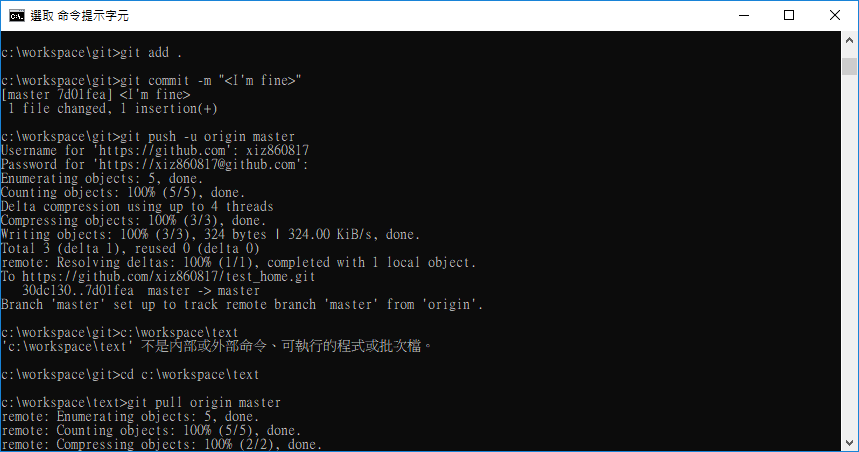 選取 命令提示字元
c:\workspace\git>git add .
c:\workspace\git>git commit -m "<I'm fine>"
[master 7d01fea] <I'm fine>
1 file changed, 1 insertion(+)
c:\workspace\git>git push -u origin master
Username for 'https://github.com': xiz860817
Password for 'https://xiz860817@github.com':
Enumerating objects: 5, done.
Counting objects: 100% (5/5), done.
Delta compression using up to 4 threads
Compressing objects: 100% (3/3), done.
Writing objects: 100% (3/3), 324 bytes | 324.00 KiB/s, done.
Total 3 (delta 1), reused 0 (delta 0)
remote: Resolving deltas: 100% (1/1), completed with 1 local object.
To https://github.com/xiz860817/test_home.git
30dc130..7d01fea  master -> master
Branch 'master' set up to track remote branch 'master' from 'origin'.
c:\workspace\git>c:\workspace\text
'c:\workspace\text' 不是內部或外部命令、可執行的程式或批次檔。
c:\workspace\git>cd c:\workspace\text
c:\workspace\text>git pull origin master
remote: Enumerating objects: 5, done.
remote: Counting objects: 100% (5/5), done.
remote: Compressing objects: 100% (2/2), done.